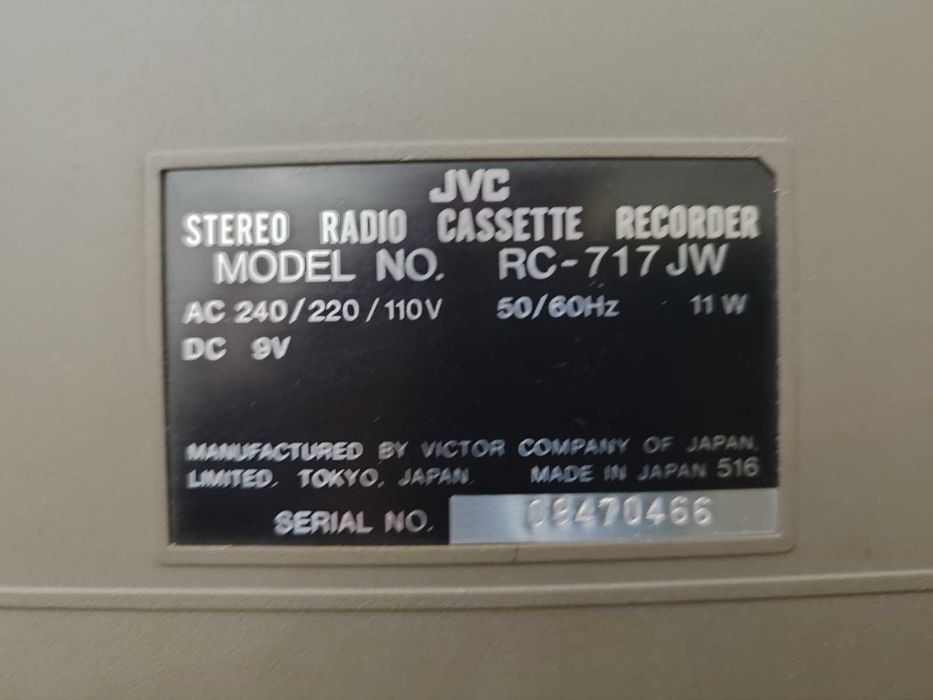 JVC
STEREO RADIO CASSETTE RECORDER
MODEL NO. RC-717JW
AC 240/220/110V 50/60Hz 11 W
DC 9V
MANUFACTURED BY VICTOR COMPANY OF JAPAN,
LIMITED, TOKYO, JAPAN. MADE IN JAPAN 516
SERIAL NO. 09470466